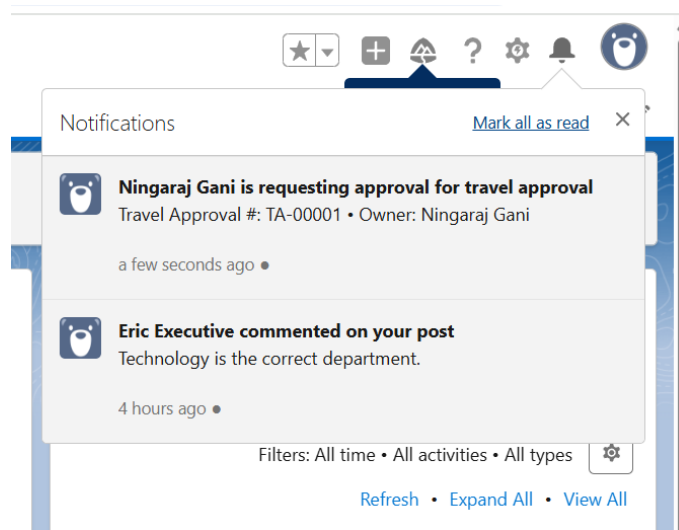 Notifications
Mark all as read
Ningaraj Gani is requesting approval for travel approval
Travel Approval #: TA-00001 • Owner: Ningaraj Gani
a few seconds ago ●
Eric Executive commented on your post
Technology is the correct department.
4 hours ago ●
Filters: All time • All activities • All types
Refresh • Expand All • View All